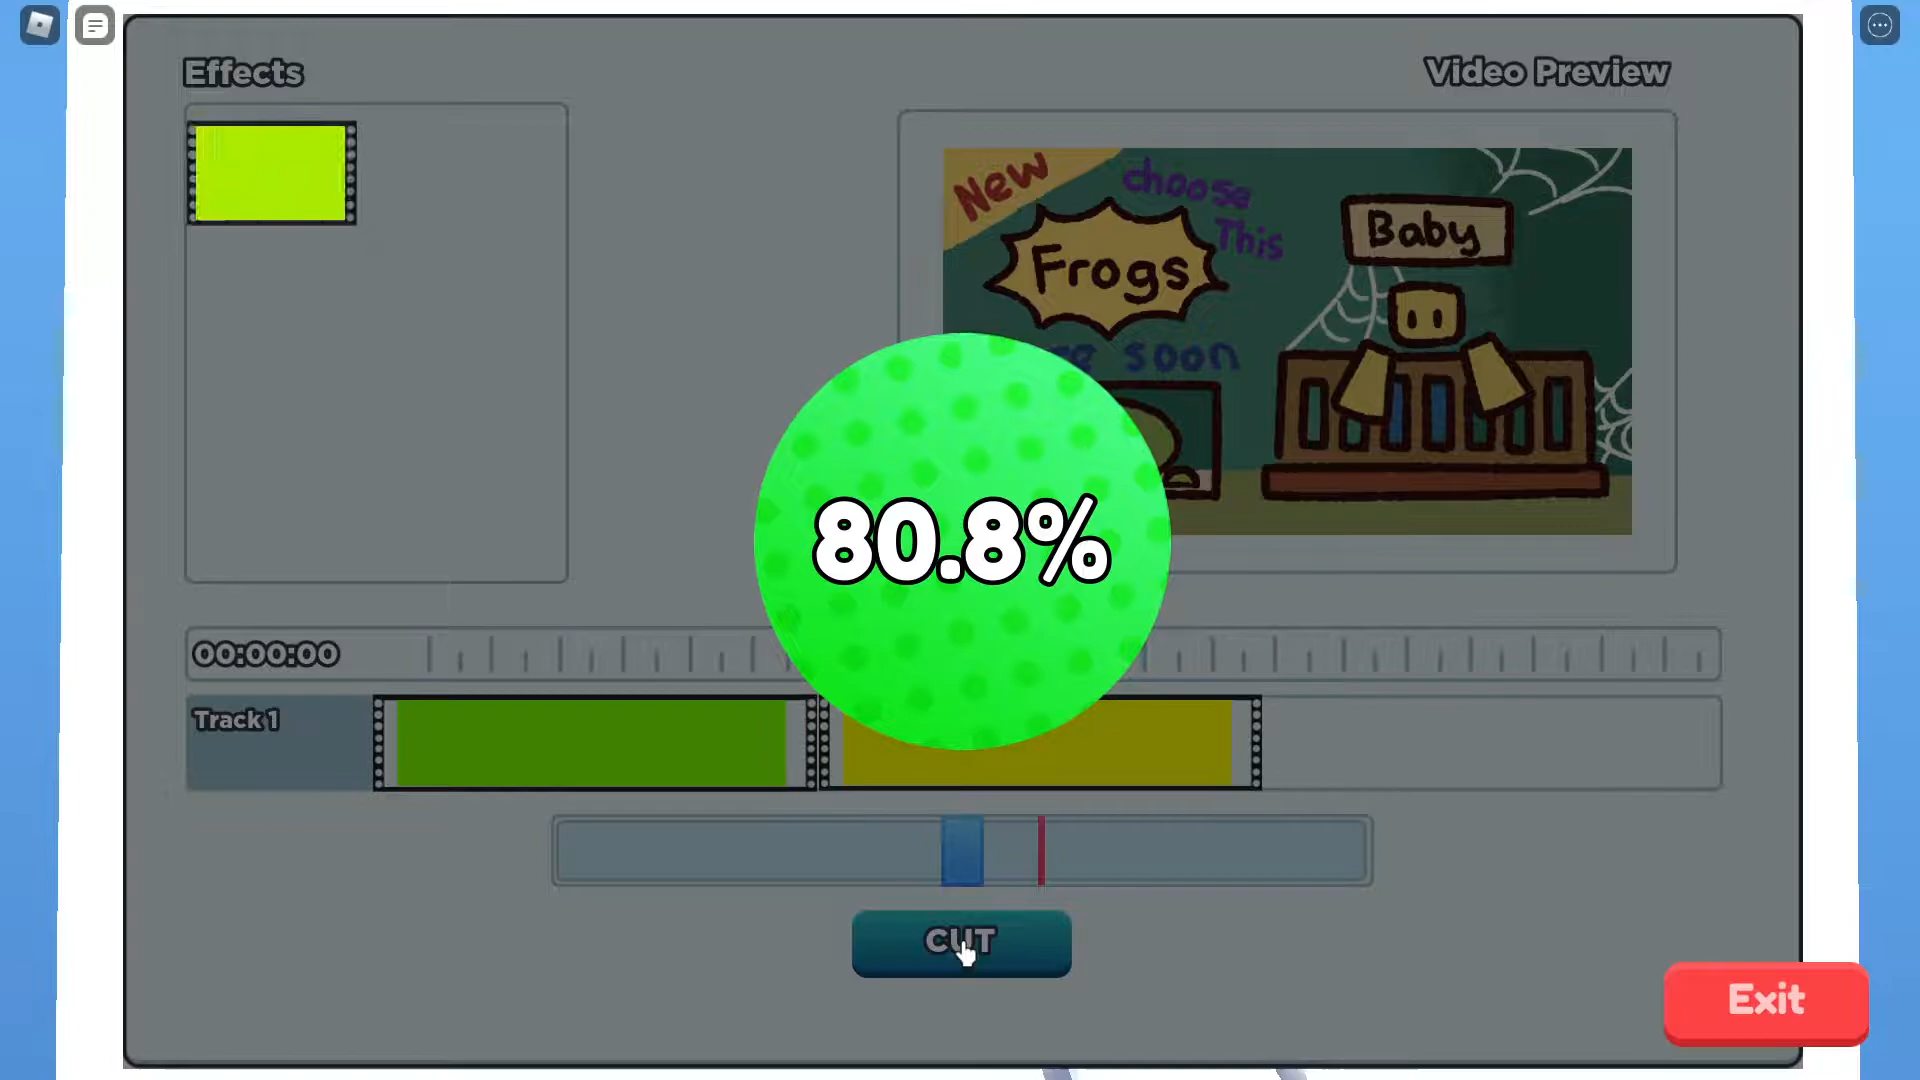 Effects
Video Preview
New
choose
This
Baby
Frogs
soon
80.8%
00:00:00
Track 1
CUT
Exit